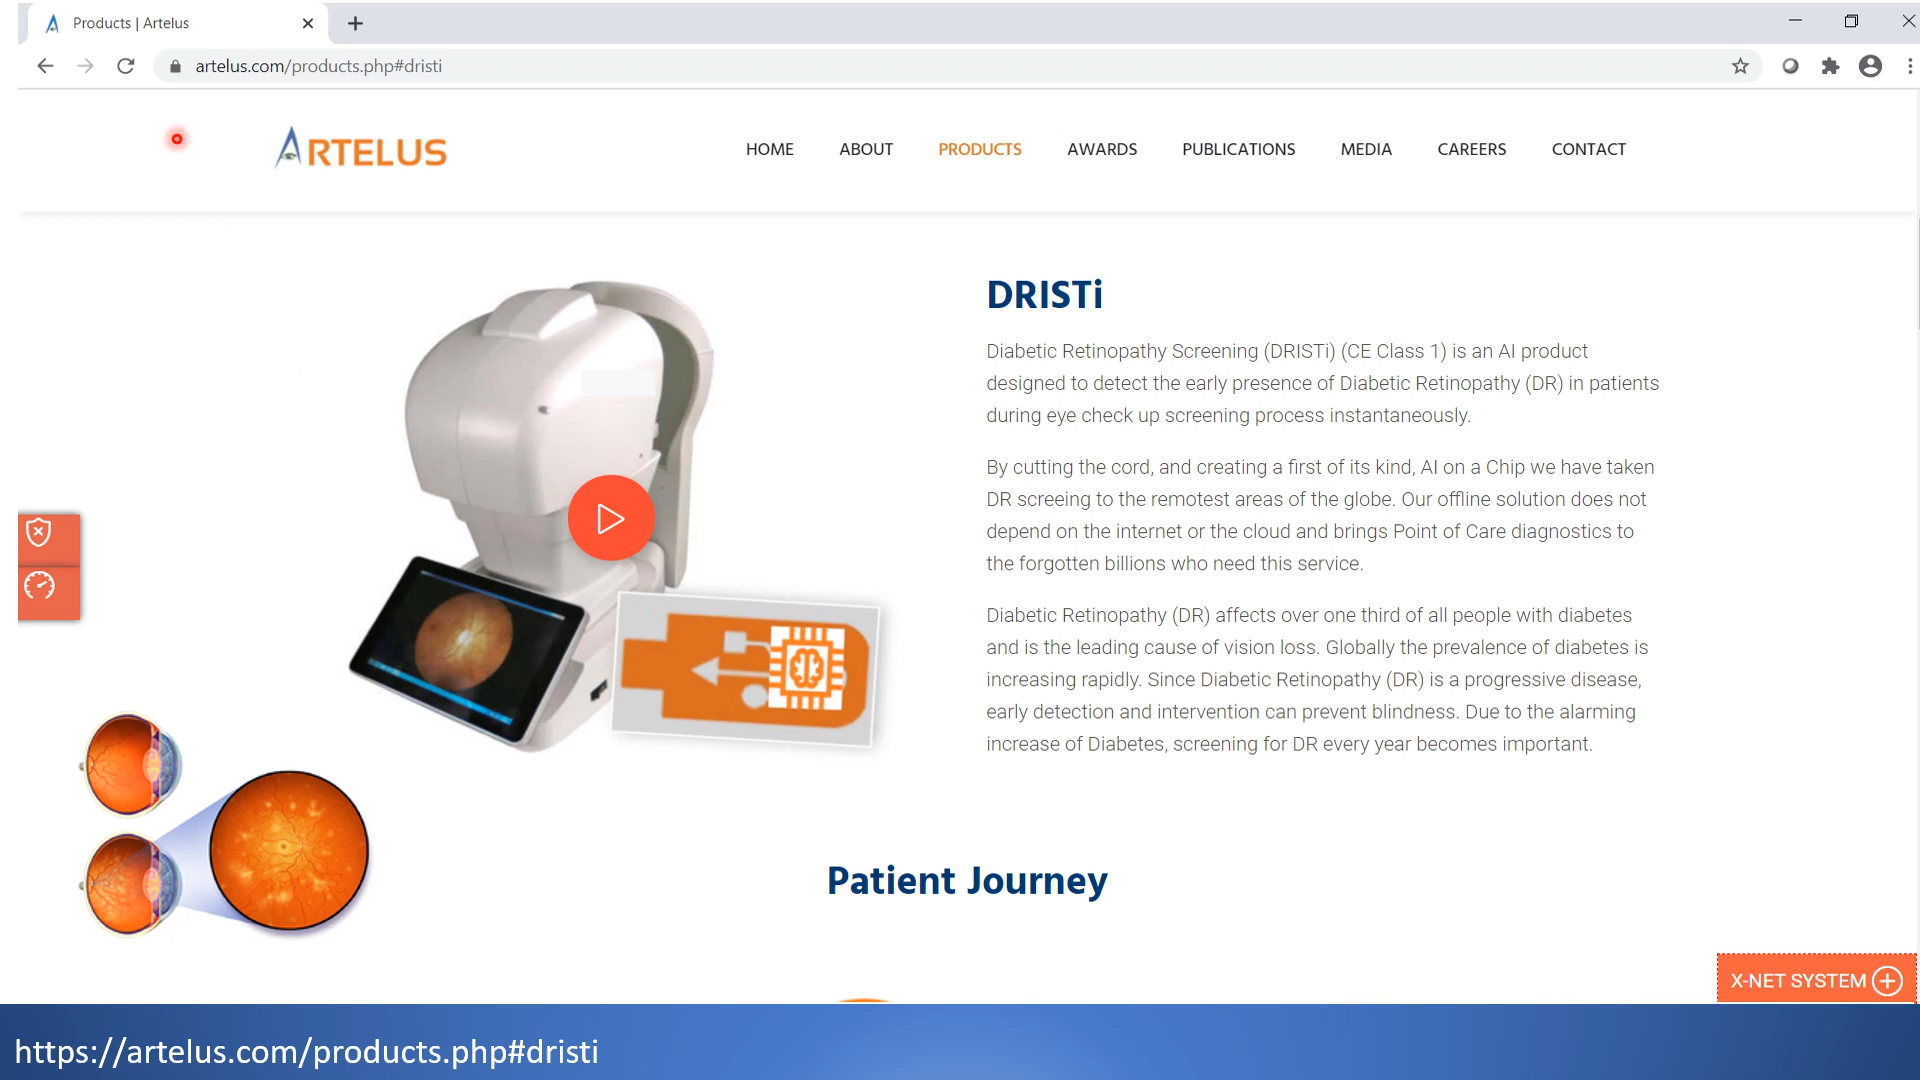 Products | Artelus
artelus.com/products.php#dristi
ARTELUS
HOME ABOUT PRODUCTS AWARDS PUBLICATIONS MEDIA CAREERS CONTACT
DRISTi
Diabetic Retinopathy Screening (DRISTi) (CE Class 1) is an AI product
designed to detect the early presence of Diabetic Retinopathy (DR) in patients
during eye check up screening process instantaneously.
By cutting the cord, and creating a first of its kind, AI on a Chip we have taken
DR screeing to the remotest areas of the globe. Our offline solution does not
depend on the internet or the cloud and brings Point of Care diagnostics to
the forgotten billions who need this service.
Diabetic Retinopathy (DR) affects over one third of all people with diabetes
and is the leading cause of vision loss. Globally the prevalence of diabetes is
increasing rapidly. Since Diabetic Retinopathy (DR) is a progressive disease,
early detection and intervention can prevent blindness. Due to the alarming
increase of Diabetes, screening for DR every year becomes important.
Patient Journey
X-NET SYSTEM
https://artelus.com/products.php#dristi